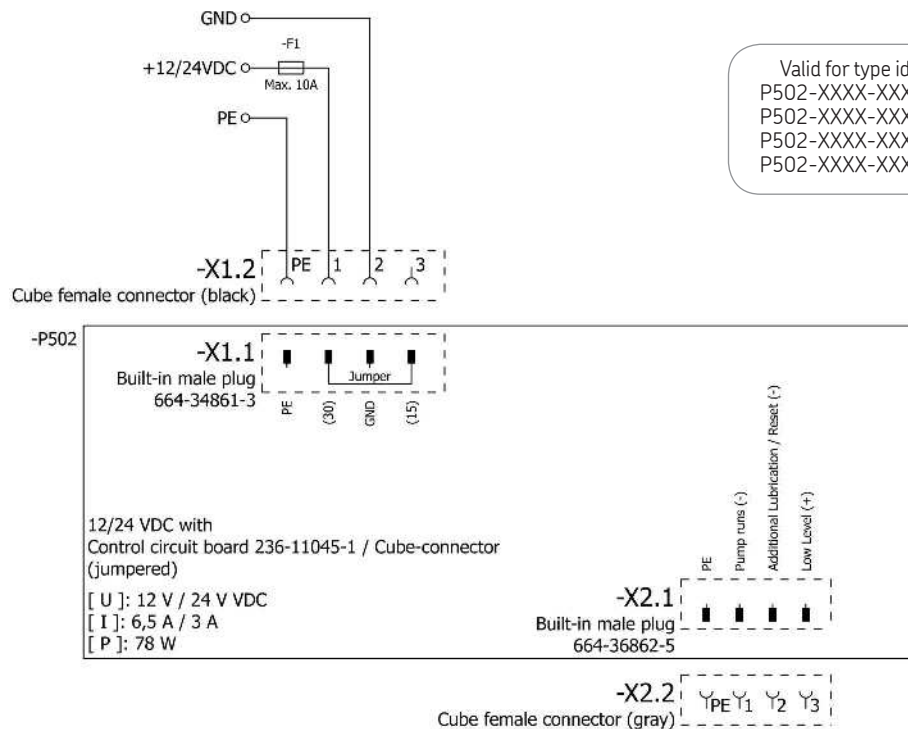 GND
-F1
+12/24VDC
Max. 10A
PE
Valid for type id
P502-XXXX-XXX
P502-XXXX-XXX
P502-XXXX-XXX
P502-XXXX-XXX
-X1.2
PE 1 2 3
Cube female connector (black)
-P502
-X1.1
Jumper
Built-in male plug
664-34861-3
PE
(30)
GND
(15)
12/24 VDC with
Control circuit board 236-11045-1 / Cube-connector
(jumpered)
[ U ]: 12 V / 24 V VDC
[ I ]: 6,5 A / 3 A
[ P ]: 78 W
PE
Pump runs (-)
Additional Lubrication / Reset (-)
Low Level (+)
-X2.1
Built-in male plug
664-36862-5
-X2.2
PE 1 2 3
Cube female connector (gray)